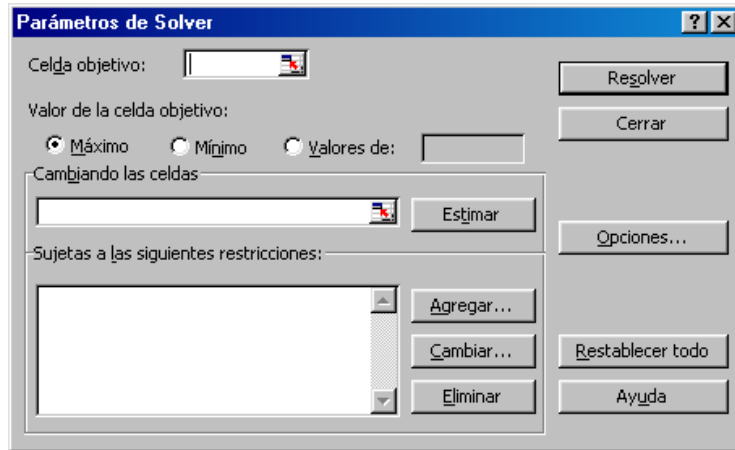 Parámetros de Solver
Celda objetivo:
Resolver
Valor de la celda objetivo:
Cerrar
Máximo Mínimo Valores de:
Cambiando las celdas
Estimar
Opciones...
Sujetas a las siguientes restricciones:
Agregar...
Cambiar... Restablecer todo
Eliminar Ayuda